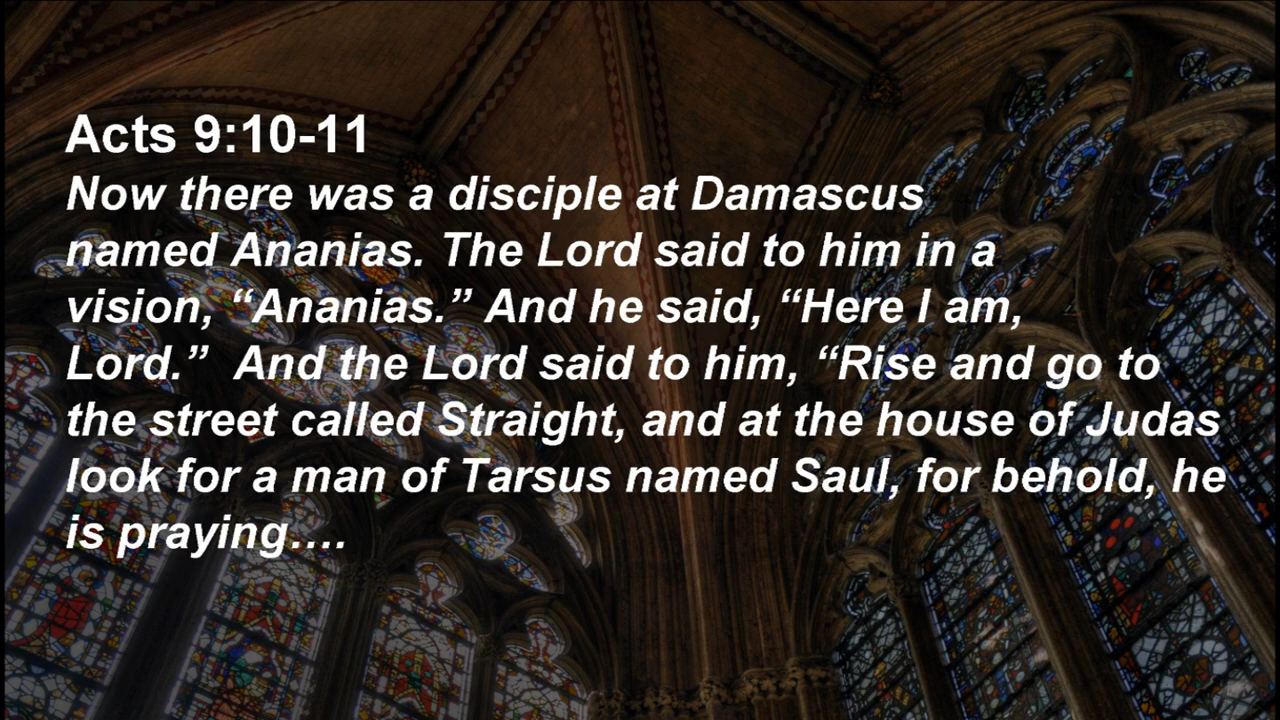 Acts 9:10-11
Now there was a disciple at Damascus
named Ananias. The Lord said to him in a
vision, “Ananias.” And he said, “Here I am,
Lord.”  And the Lord said to him, “Rise and go to
the street called Straight, and at the house of Judas
look for a man of Tarsus named Saul, for behold, he
is praying….